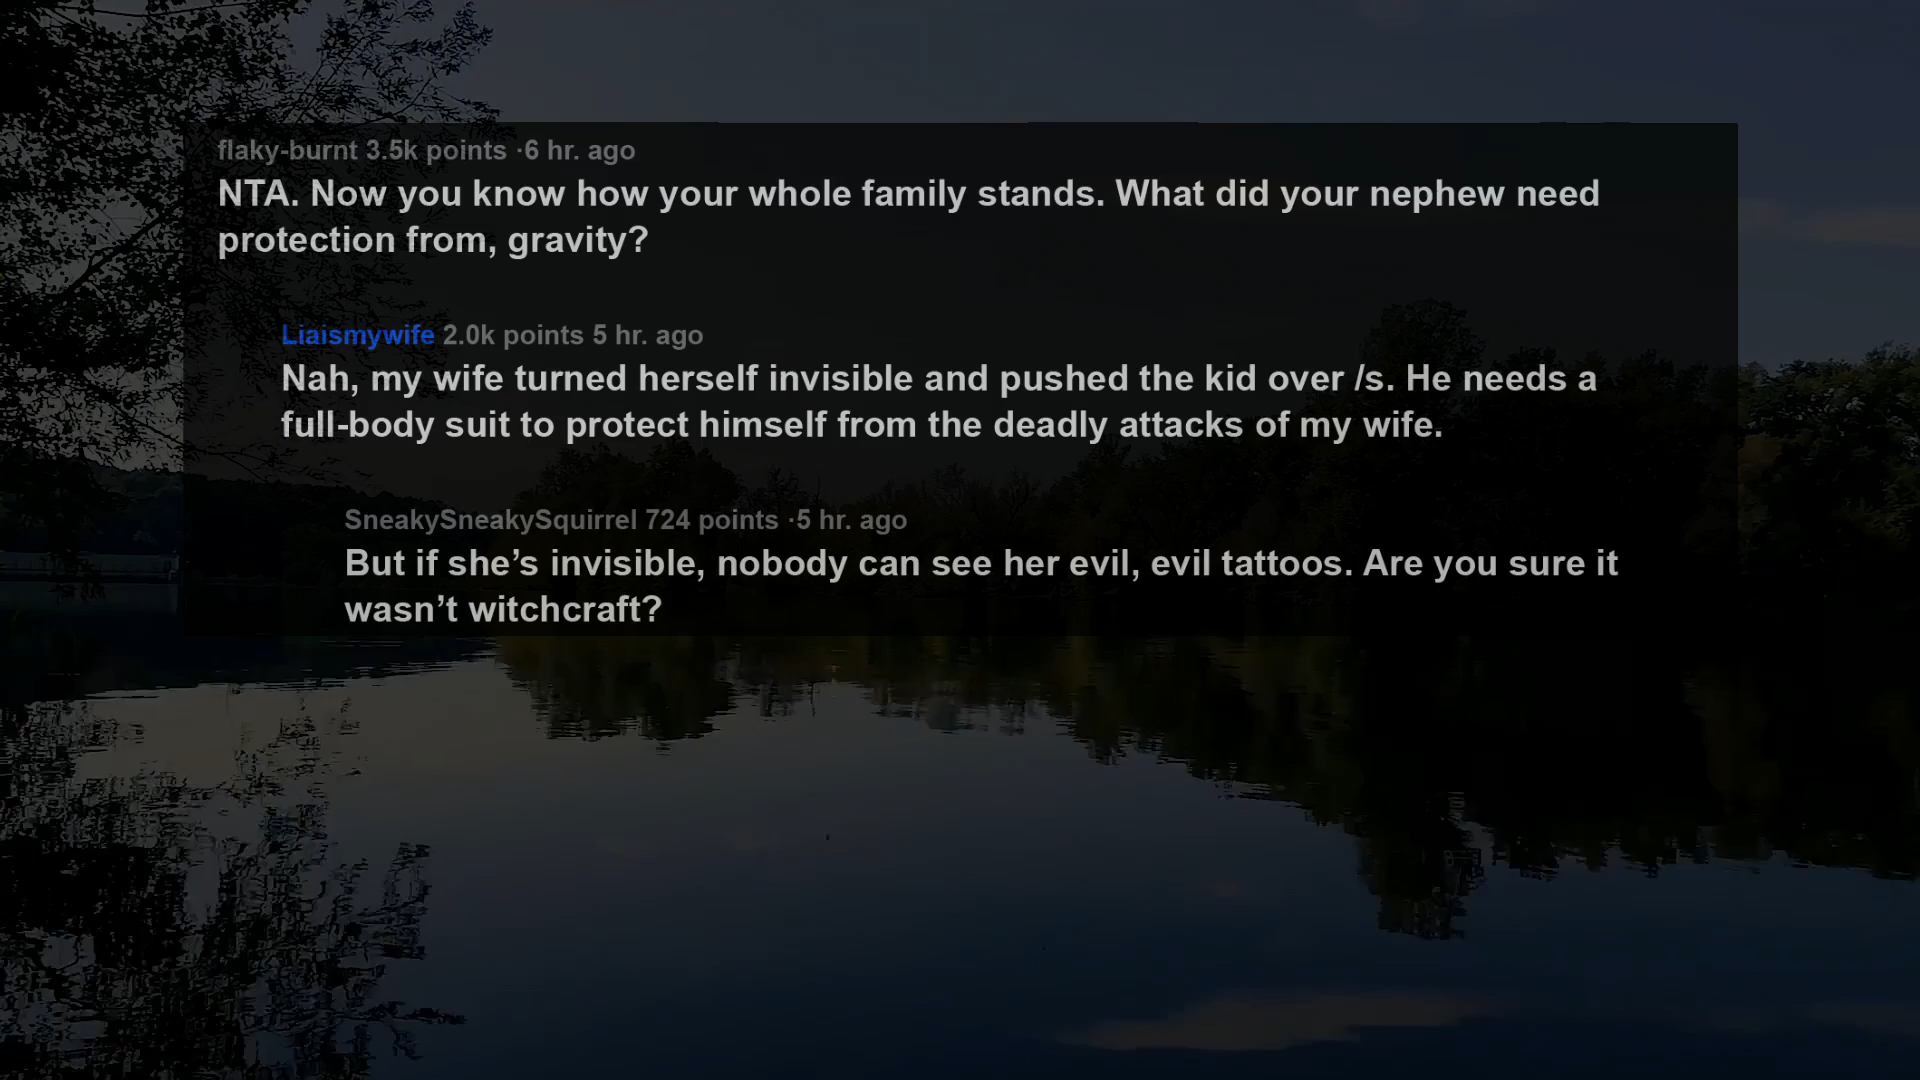 flaky-burnt 3.5k points ·6 hr. ago
NTA. Now you know how your whole family stands. What did your nephew need
protection from, gravity?
Liaismywife 2.0k points 5 hr. ago
Nah, my wife turned herself invisible and pushed the kid over /s. He needs a
full-body suit to protect himself from the deadly attacks of my wife.
SneakySneakySquirrel 724 points ·5 hr. ago
But if she’s invisible, nobody can see her evil, evil tattoos. Are you sure it
wasn’t witchcraft?